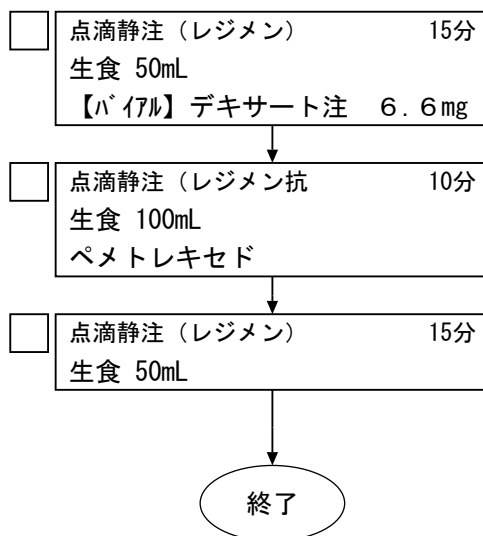 点滴静注（レジメン） 15分
生食 50mL
【ﾊﾞｲｱﾙ】デキサート注　６.６mg
点滴静注（レジメン抗 10分
生食 100mL
ペメトレキセド
点滴静注（レジメン） 15分
生食 50mL
終了